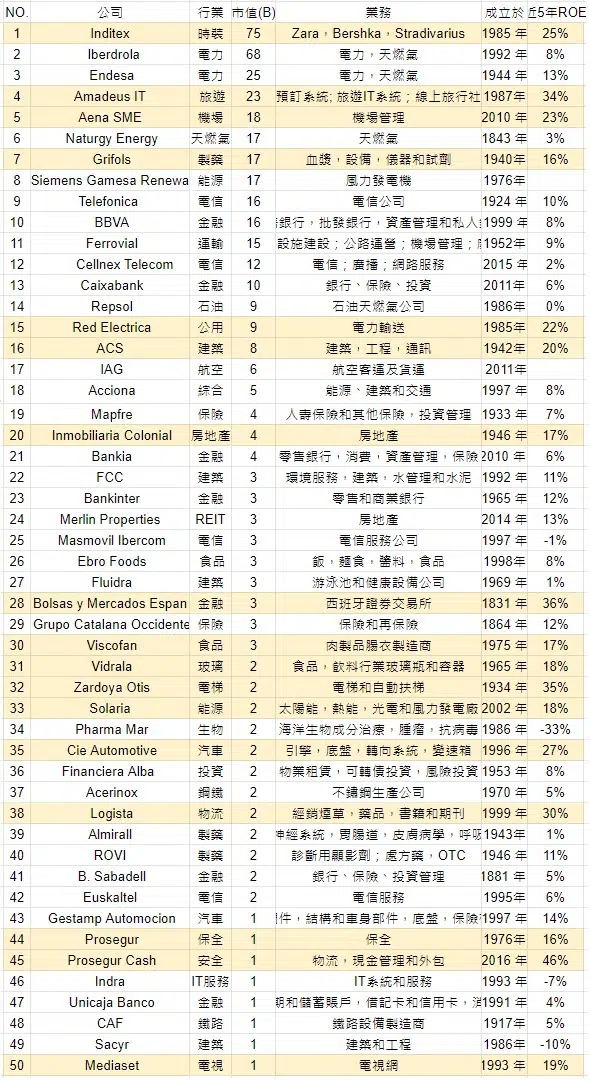 NO. 公司 行業 市值(B) 業務 成立於 近5年ROE
1 Inditex 時裝 75 Zara，Bershka，Stradivarius 1985 年 25%
2 Iberdrola 電力 68 電力，天燃氣 1992 年 8%
3 Endesa 電力 25 電力，天燃氣 1944 年 13%
4 Amadeus IT 旅遊 23 預訂系統; 旅遊IT系統；線上旅行社 1987年 34%
5 Aena SME 機場 18 機場管理 2010 年 23%
6 Naturgy Energy 天燃氣 17 天燃氣 1843 年 3%
7 Grifols 製藥 17 血漿，設備，儀器和試劑 1940年 16%
8 Siemens Gamesa Renewa 能源 17 風力發電機 1976年
9 Telefonica 電信 16 電信公司 1924 年 10%
10 BBVA 金融 16 銀行，批發銀行，資產管理和私人 1999 年 8%
11 Ferrovial 運輸 15 設施建設；公路運營；機場管理； 1952年 9%
12 Cellnex Telecom 電信 12 電信；廣播；網路服務 2015 年 2%
13 Caixabank 金融 10 銀行、保險、投資 2011年 6%
14 Repsol 石油 9 石油天燃氣公司 1986年 0%
15 Red Electrica 公用 9 電力輸送 1985年 22%
16 ACS 建築 8 建築，工程，通訊 1942年 20%
17 IAG 航空 6 航空客運及貨運 2011年
18 Acciona 綜合 5 能源、建築和交通 1997 年 8%
19 Mapfre 保險 4 人壽保險和其他保險，投資管理 1933 年 7%
20 Inmobiliaria Colonial 房地產 4 房地產 1946 年 17%
21 Bankia 金融 4 零售銀行，消費，資產管理，保險 2010 年 6%
22 FCC 建築 3 環境服務，建築，水管理和水泥 1992 年 11%
23 Bankinter 金融 3 零售和商業銀行 1965 年 12%
24 Merlin Properties REIT 3 房地產 2014 年 13%
25 Masmovil Ibercom 電信 3 電信服務公司 1997 年 -1%
26 Ebro Foods 食品 3 飯，麵食，醬料，食品 1998年 8%
27 Fluidra 建築 3 游泳池和健康設備公司 1969 年 1%
28 Bolsas y Mercados Espan 金融 3 西班牙證券交易所 1831 年 36%
29 Grupo Catalana Occidente 保險 3 保險和再保險 1864 年 12%
30 Viscofan 食品 3 肉製品腸衣製造商 1975 年 17%
31 Vidrala 玻璃 2 食品，飲料行業玻璃瓶和容器 1965 年 18%
32 Zardoya Otis 電梯 2 電梯和自動扶梯 1934 年 35%
33 Solaria 能源 2 太陽能，熱能，光電和風力發電廠 2002 年 18%
34 Pharma Mar 生物 2 海洋生物成分治療，腫瘤，抗病毒 1986 年 -33%
35 Cie Automotive 汽車 2 引擎，底盤，轉向系統，變速箱 1996 年 27%
36 Financiera Alba 投資 2 物業租賃，可轉債投資，風險投資 1953 年 8%
37 Acerinox 鋼鐵 2 不鏽鋼生產公司 1970 年 5%
38 Logista 物流 2 經銷煙草，藥品，書籍和期刊 1999 年 30%
39 Almirall 製藥 2 神經系統，胃腸道，皮膚病學，呼吸 1943年 1%
40 ROVI 製藥 2 診斷用顯影劑；處方藥，OTC 1946 年 11%
41 B. Sabadell 金融 2 銀行、保險、投資管理 1881 年 5%
42 Euskaltel 電信 2 電信服務 1995年 6%
43 Gestamp Automocion 汽車 1 件，結構和車身部件，底盤，保險 1997 年 14%
44 Prosegur 保全 1 保全 1976年 16%
45 Prosegur Cash 安全 1 物流，現金管理和外包 2016 年 46%
46 Indra IT服務 1 IT系統和服務 1993 年 -7%
47 Unicaja Banco 金融 1 期和儲蓄賬戶，借記卡和信用卡， 1991 年 4%
48 CAF 鐵路 1 鐵路設備製造商 1917年 5%
49 Sacyr 建築 1 建築和工程 1986年 -10%
50 Mediaset 電視 1 電視網 1993 年 19%